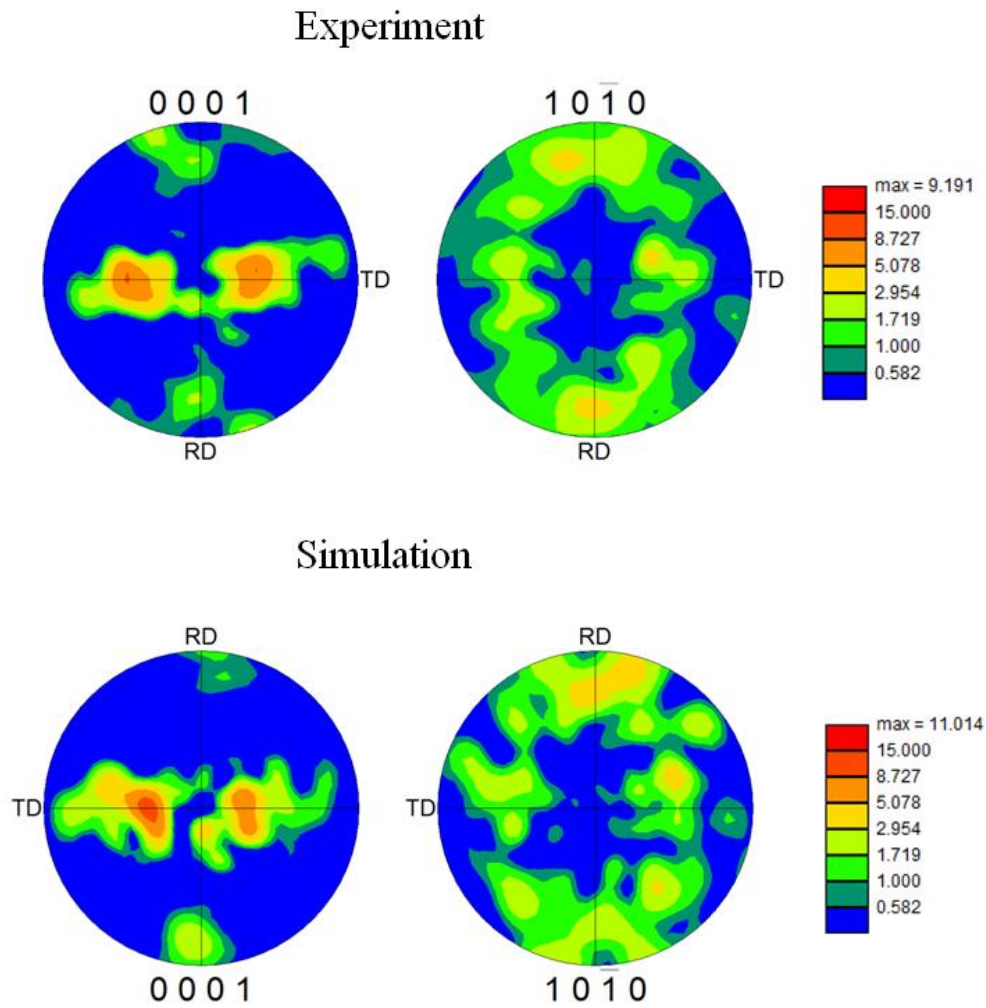 Experiment
0 0 0 1
1 0 1̅ 0
TD
TD
RD
RD
max = 9.191
15.000
8.727
5.078
2.954
1.719
1.000
0.582
Simulation
RD
RD
TD
TD
0 0 0 1
1 0 1̅ 0
max = 11.014
15.000
8.727
5.078
2.954
1.719
1.000
0.582